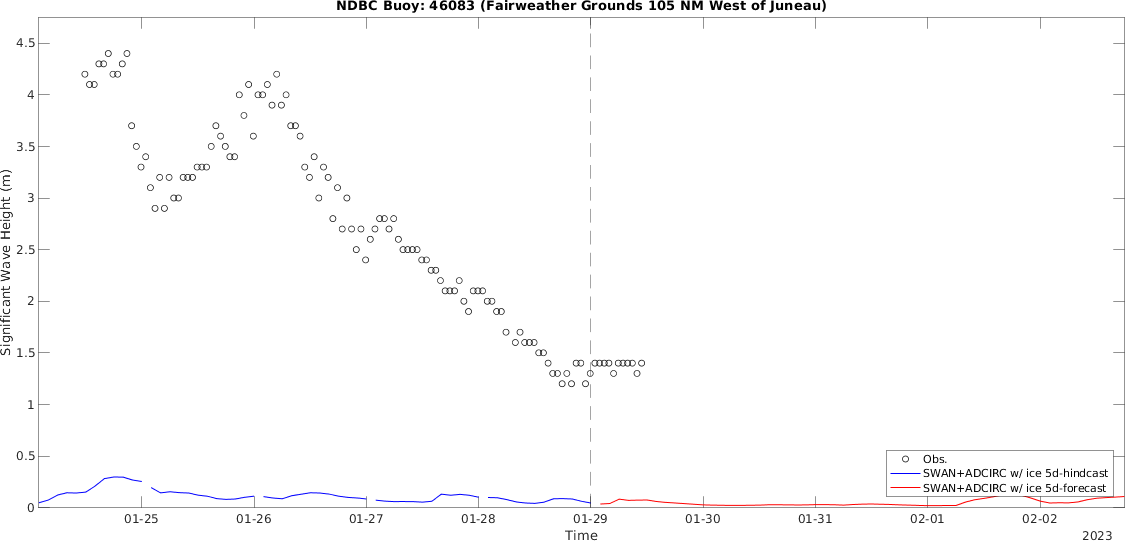 NDBC Buoy: 46083 (Fairweather Grounds 105 NM West of Juneau)
Significant Wave Height (m)
4.5
4
3.5
3
2.5
2
1.5
1
0.5
0
Obs.
SWAN+ADCIRC w/ ice 5d-hindcast
SWAN+ADCIRC w/ ice 5d-forecast
01-25 01-26 01-27 01-28 01-29 01-30 01-31 02-01 02-02
Time
2023